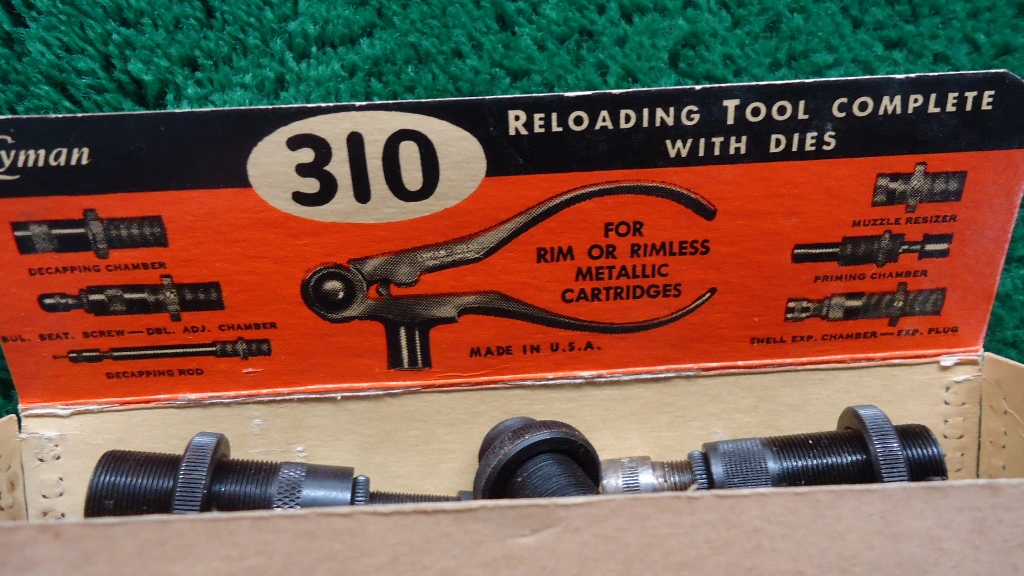 Lyman
310
RELOADING TOOL COMPLETE
WITH DIES
DECAPPING CHAMBER
BUL. SEAT. SCREW—DBL. ADJ. CHAMBER
DECAPPING ROD
FOR
RIM OR RIMLESS
METALLIC
CARTRIDGES
MADE IN U.S.A.
MUZZLE RESIZER
PRIMING CHAMBER
SHELL EXP. CHAMBER—EXP. PLUG